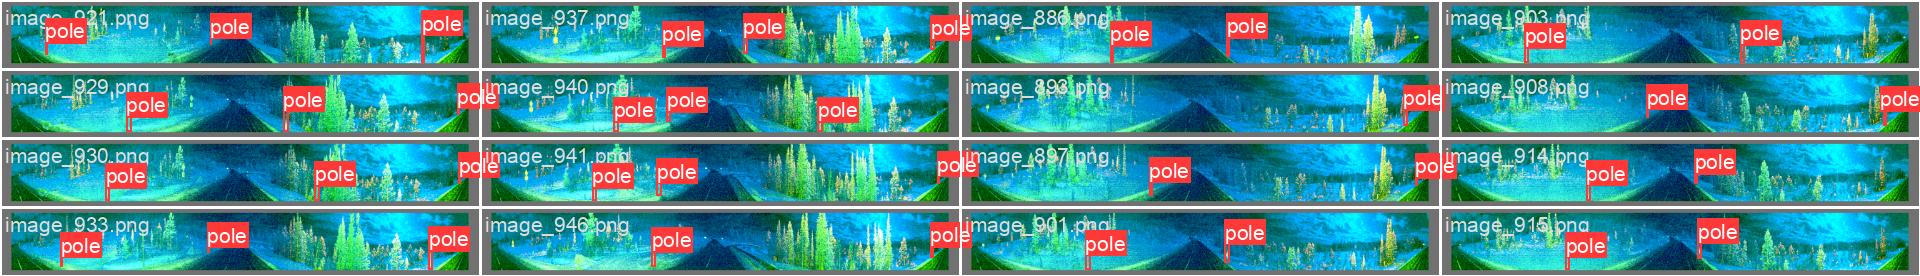 image_921.png
pole pole pole
image_937.png
pole pole pole
image_886.png
pole pole
image_903.png
pole pole
image_929.png
pole pole pole
image_940.png
pole pole pole
image_893.png
pole
image_908.png
pole pole
image_930.png
pole pole pole
image_941.png
pole pole pole
image_897.png
pole pole
image_914.png
pole pole
image_933.png
pole pole pole
image_946.png
pole pole
image_901.png
pole pole
image_915.png
pole pole